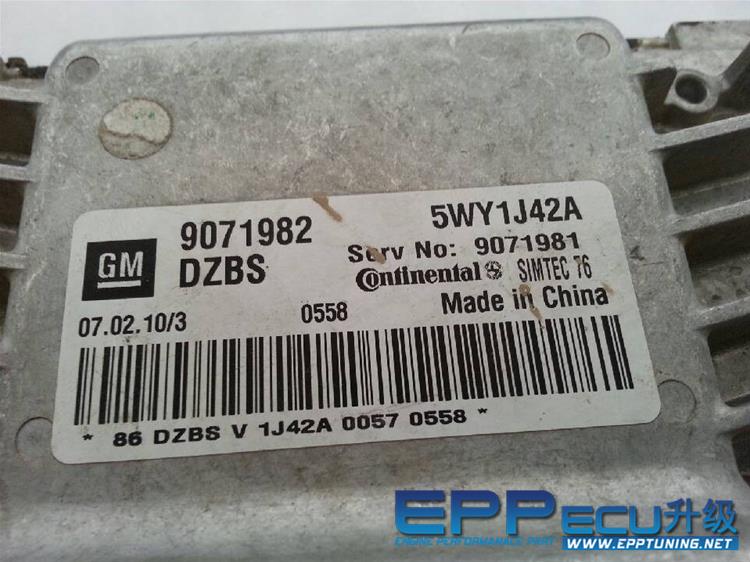 GM
9071982
5WY1J42A
DZBS
Serv No: 9071981
Continental SIMTEC 76
07.02.10/3
0558
Made in China
* 86 DZBS V 1J42A 0057 0558 *
EPPECU升级
ENGINE PERFORMANALE PART
WWW.EPPTUNING.NET